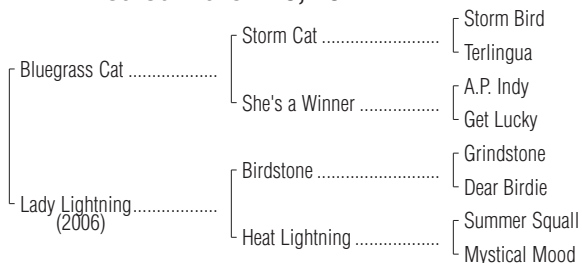 Storm Bird
Storm Cat ..........................
Terlingua
Bluegrass Cat ...................
A.P. Indy
She's a Winner .................
Get Lucky
Grindstone
Birdstone ..........................
Dear Birdie
Lady Lightning..................
(2006)
Summer Squall
Heat Lightning ..................
Mystical Mood